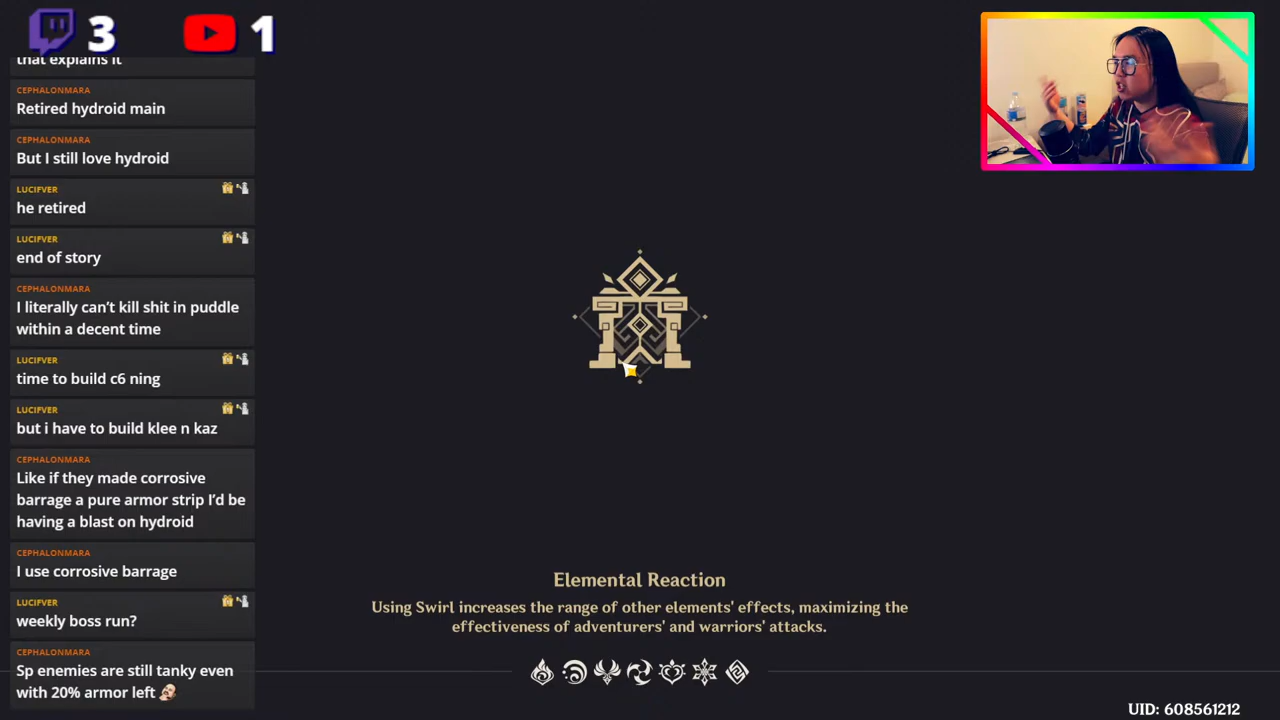 3
1
that explains it
CEPHALONMARA
Retired hydroid main
CEPHALONMARA
But I still love hydroid
LUCIFVER
he retired
LUCIFVER
end of story
CEPHALONMARA
I literally can't kill shit in puddle
within a decent time
LUCIFVER
time to build c6 ning
LUCIFVER
but i have to build klee n kaz
CEPHALONMARA
Like if they made corrosive
barrage a pure armor strip I'd be
having a blast on hydroid
CEPHALONMARA
I use corrosive barrage
LUCIFVER
weekly boss run?
CEPHALONMARA
Sp enemies are still tanky even
with 20% armor left
Elemental Reaction
Using Swirl increases the range of other elements' effects, maximizing the
effectiveness of adventurers' and warriors' attacks.
UID: 608561212